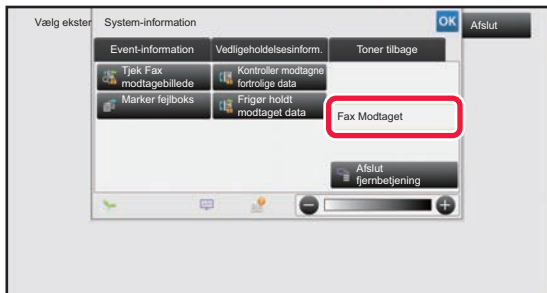 Vælg ekster
System-information
OK
Afslut
Event-information
Vedligeholdelsesinform.
Toner tilbage
Tjek Fax
modtagebillede
Kontroller modtagne
fortrolige data
Marker fejlboks
Frigør holdt
modtaget data
Fax Modtaget
Afslut
fjernbetjening